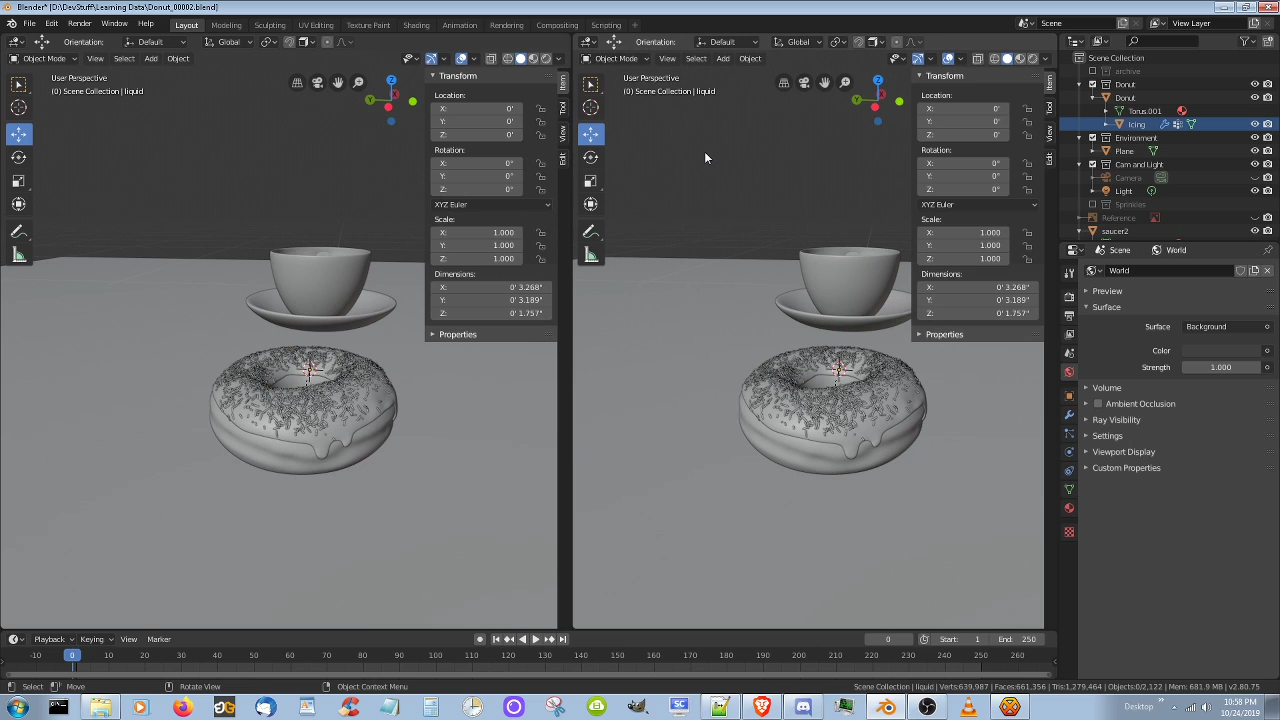 Blender* [D:\DevStuff\Learning Data\Donut_00002.blend]
File Edit Render Window Help Layout Modeling Sculpting UV Editing Texture Paint Shading Animation Rendering Compositing Scripting + Scene View Layer
Orientation: Default Global
Orientation: Default Global
Object Mode View Select Add Object
Object Mode View Select Add Object
User Perspective
(0) Scene Collection | liquid
Transform
Location:
X: 0'
Y: 0'
Z: 0'
Rotation:
X: 0°
Y: 0°
Z: 0°
XYZ Euler
Scale:
X: 1.000
Y: 1.000
Z: 1.000
Dimensions:
X: 0' 3.268"
Y: 0' 3.189"
Z: 0' 1.757"
Properties
Item
Tool
View
Edit
Z
X
Y
User Perspective
(0) Scene Collection | liquid
Transform
Location:
X: 0'
Y: 0'
Z: 0'
Rotation:
X: 0°
Y: 0°
Z: 0°
XYZ Euler
Scale:
X: 1.000
Y: 1.000
Z: 1.000
Dimensions:
X: 0' 3.268"
Y: 0' 3.189"
Z: 0' 1.757"
Properties
Item
Tool
View
Edit
Z
X
Y
Scene Collection
archive
Donut
Donut
Torus.001
Icing
Environment
Plane
Cam and Light
Camera
Light
Sprinkles
Reference
saucer2
Scene World
World
Preview
Surface
Surface Background
Color
Strength 1.000
Volume
Ambient Occlusion
Ray Visibility
Settings
Viewport Display
Custom Properties
Playback Keying View Marker 0 Start: 1 End: 250
-10 0 10 20 30 40 50 60 70 80 90 100 110 120 130 140 150 160 170 180 190 200 210 220 230 240 250 260
Select Move Rotate View Object Context Menu Scene Collection | liquid | Verts:639,987 | Faces:661,356 | Tris:1,279,464 | Objects:0/2,122 | Mem: 681.9 MB | v2.80.75
SC
Desktop
10:58 PM
10/24/2019